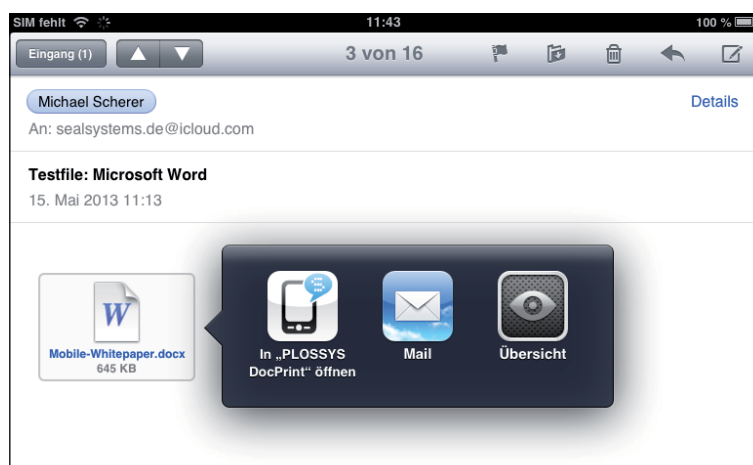 SIM fehlt 11:43 100 %
Eingang (1) 3 von 16
Michael Scherer Details
An: sealsystems.de@icloud.com
Testfile: Microsoft Word
15. Mai 2013 11:13
W
Mobile-Whitepaper.docx
645 KB
In „PLOSSYS
DocPrint“ öffnen
Mail
Übersicht